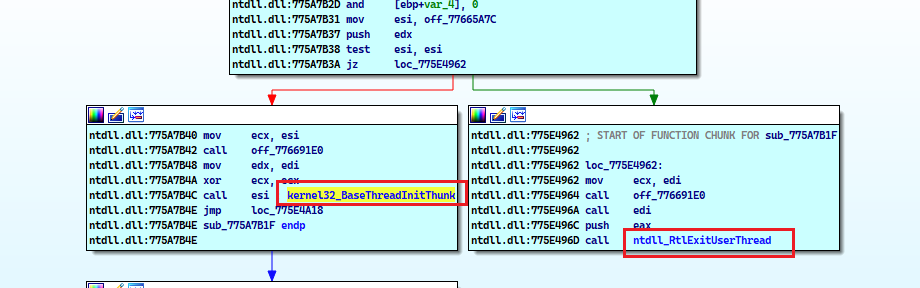 ntdll.dll:775A7B2D and [ebp+var_4], 0
ntdll.dll:775A7B31 mov esi, off_77665A7C
ntdll.dll:775A7B37 push edx
ntdll.dll:775A7B38 test esi, esi
ntdll.dll:775A7B3A jz loc_775E4962
ntdll.dll:775A7B40 mov ecx, esi
ntdll.dll:775A7B42 call off_776691E0
ntdll.dll:775A7B48 mov edx, edi
ntdll.dll:775A7B4A xor ecx, ecx
ntdll.dll:775A7B4C call esi kernel32_BaseThreadInitThunk
ntdll.dll:775A7B4E jmp loc_775E4A18
ntdll.dll:775A7B4E sub_775A7B1F endp
ntdll.dll:775A7B4E
ntdll.dll:775E4962 ; START OF FUNCTION CHUNK FOR sub_775A7B1F
ntdll.dll:775E4962
ntdll.dll:775E4962 loc_775E4962:
ntdll.dll:775E4962 mov ecx, edi
ntdll.dll:775E4964 call off_776691E0
ntdll.dll:775E496A call edi
ntdll.dll:775E496C push eax
ntdll.dll:775E496D call ntdll_RtlExitUserThread